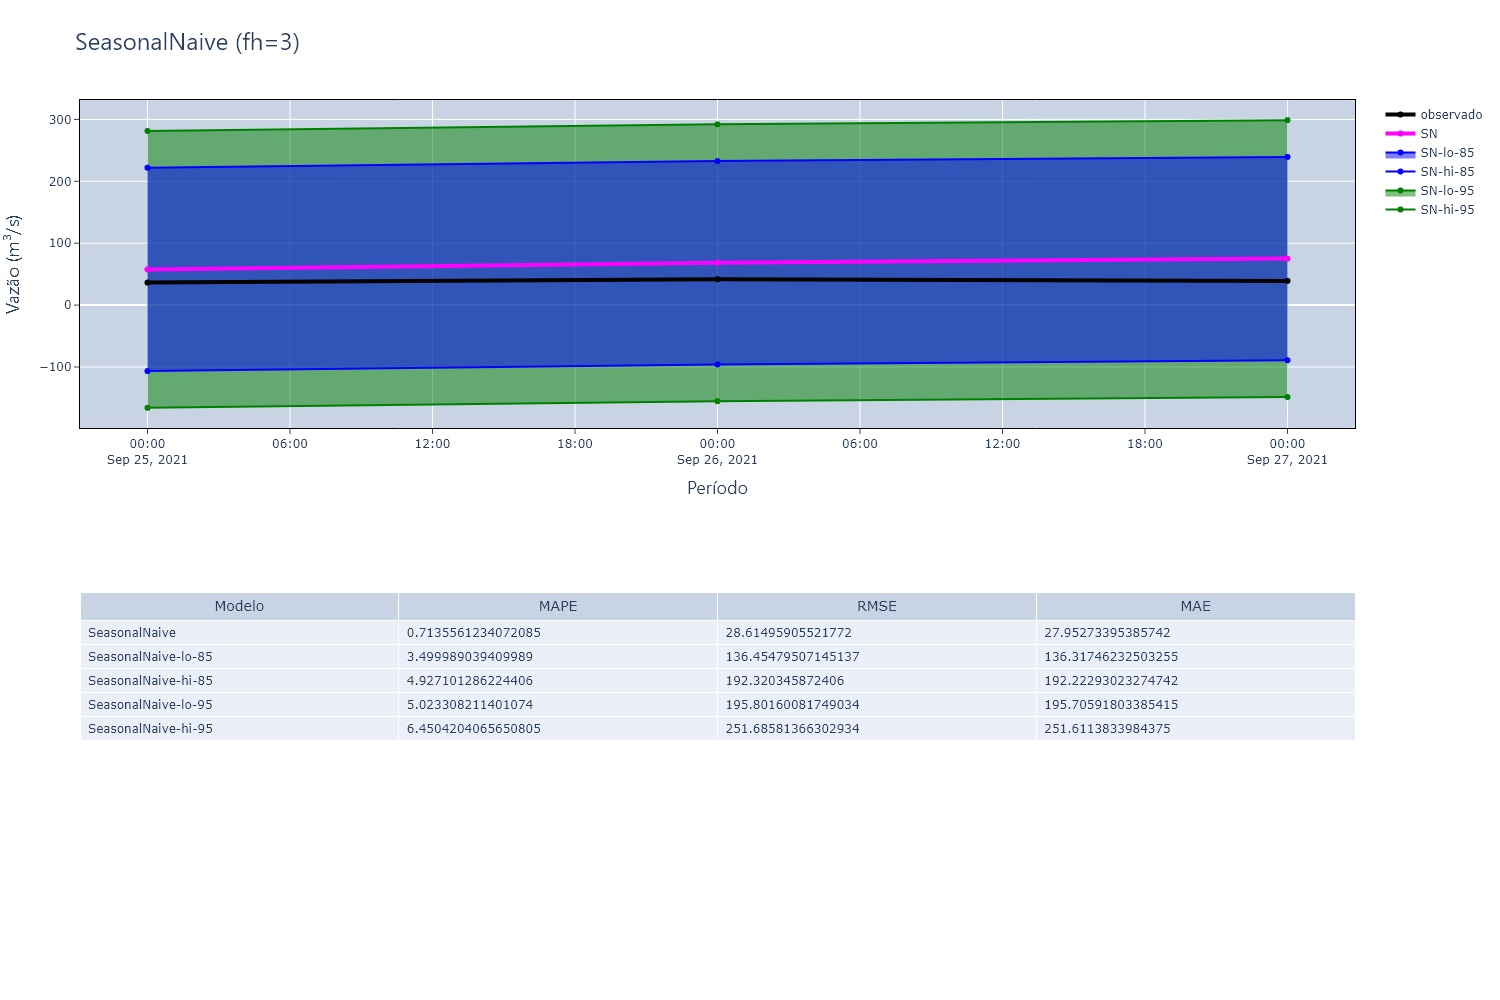 SeasonalNaive (fh=3)
observado
SN
SN-lo-85
SN-hi-85
SN-lo-95
SN-hi-95
Vazão (m³/s)
300
200
100
0
−100
00:00 06:00 12:00 18:00 00:00 06:00 12:00 18:00 00:00
Sep 25, 2021 Sep 26, 2021 Sep 27, 2021
Período
Modelo MAPE RMSE MAE
SeasonalNaive 0.7135561234072085 28.61495905521772 27.95273395385742
SeasonalNaive-lo-85 3.499989039409989 136.45479507145137 136.31746232503255
SeasonalNaive-hi-85 4.927101286224406 192.320345872406 192.22293023274742
SeasonalNaive-lo-95 5.023308211401074 195.80160081749034 195.70591803385415
SeasonalNaive-hi-95 6.4504204065650805 251.68581366302934 251.6113833984375